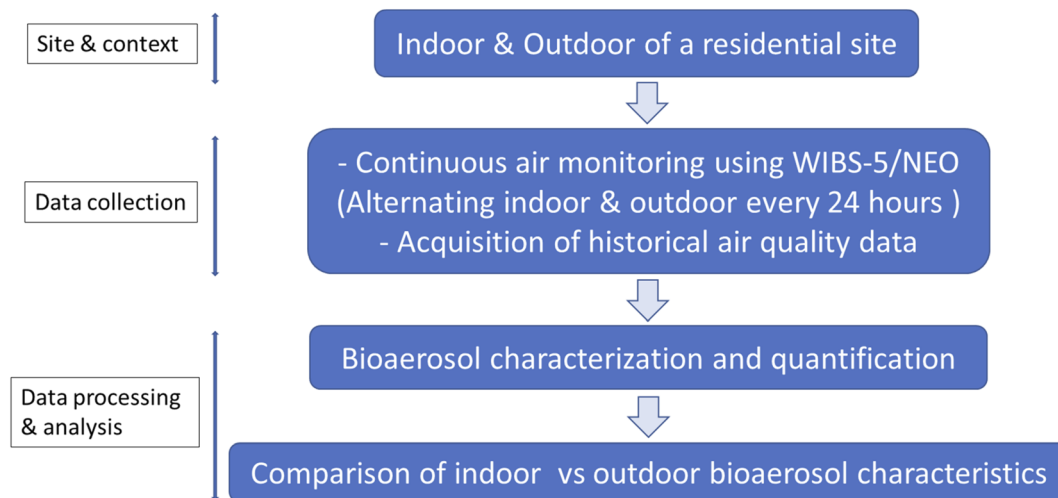 Site & context
Indoor & Outdoor of a residential site
Data collection
- Continuous air monitoring using WIBS-5/NEO
(Alternating indoor & outdoor every 24 hours )
- Acquisition of historical air quality data
Data processing
& analysis
Bioaerosol characterization and quantification
Comparison of indoor  vs outdoor bioaerosol characteristics